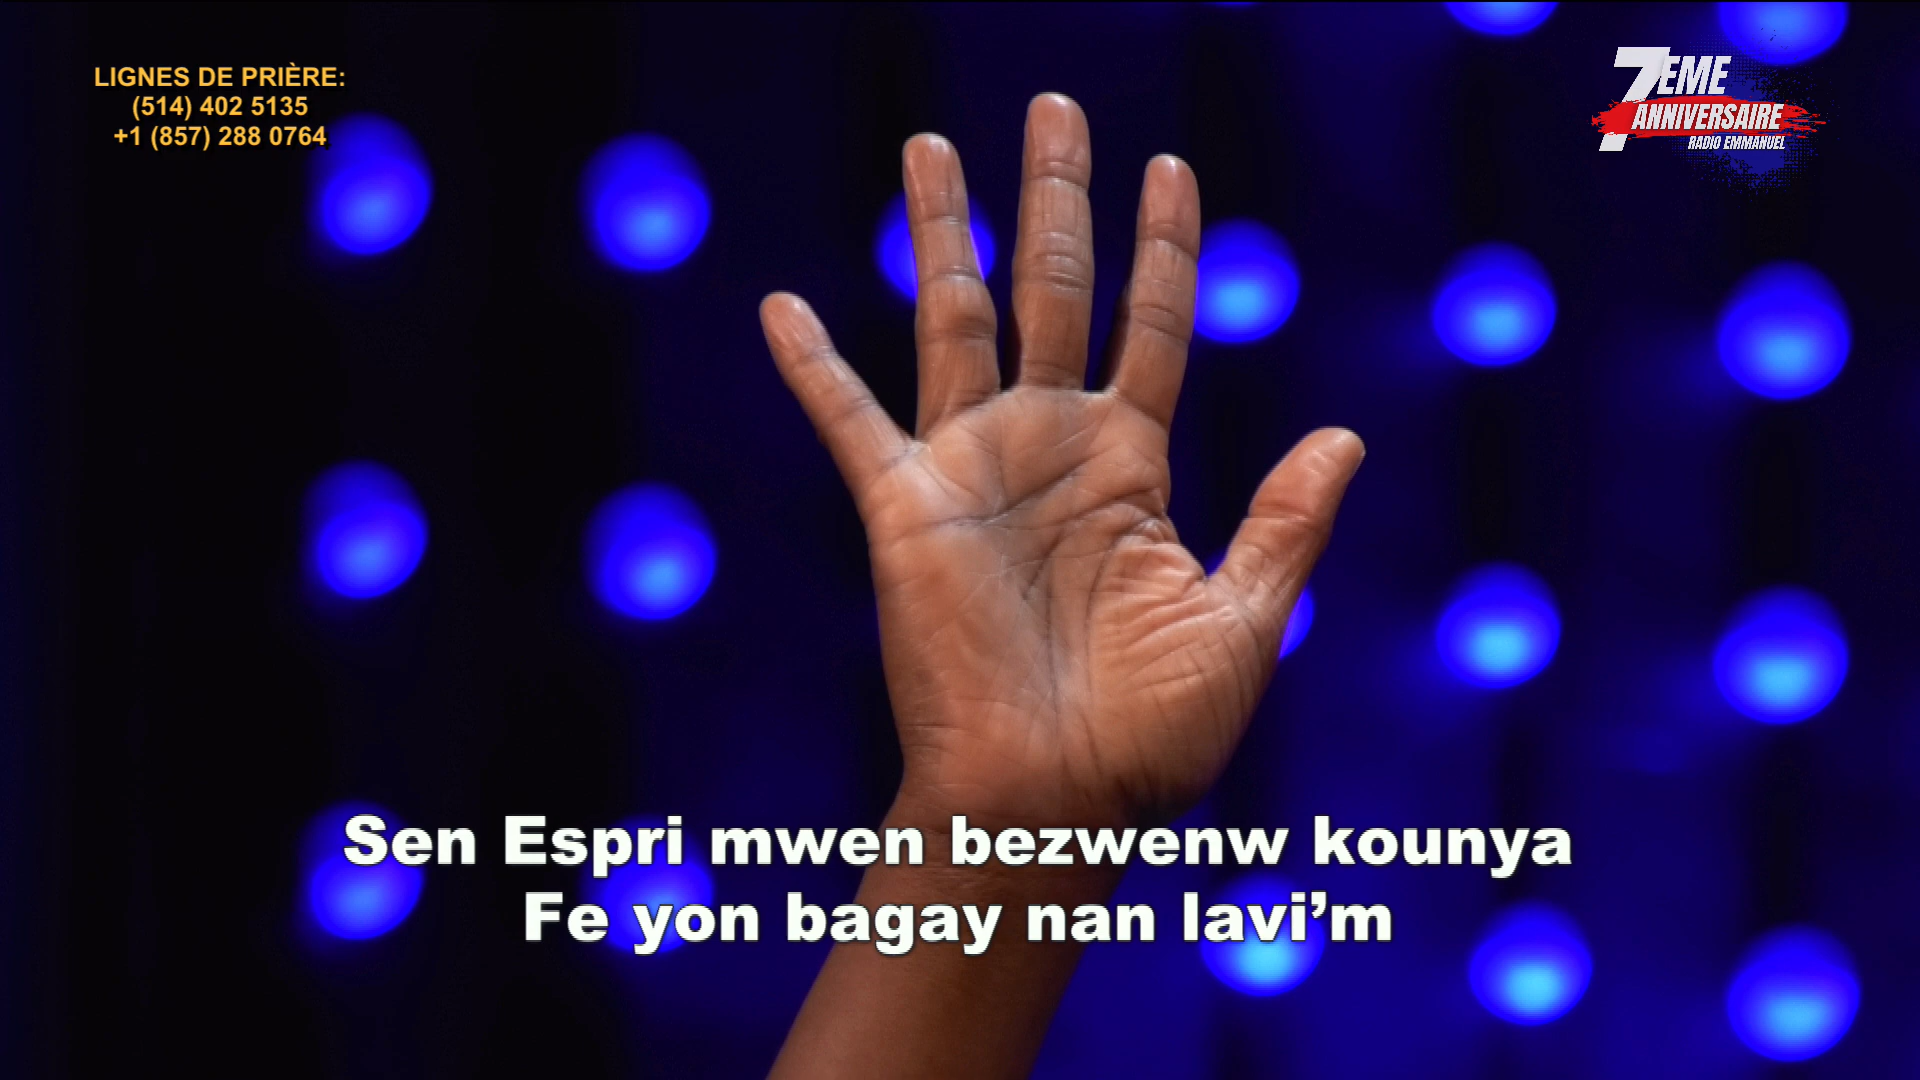 LIGNES DE PRIÈRE:
(514) 402 5135
+1 (857) 288 0764
7EME
ANNIVERSAIRE
RADIO EMMANUEL
Sen Espri mwen bezwenw kounya
Fe yon bagay nan lavi’m